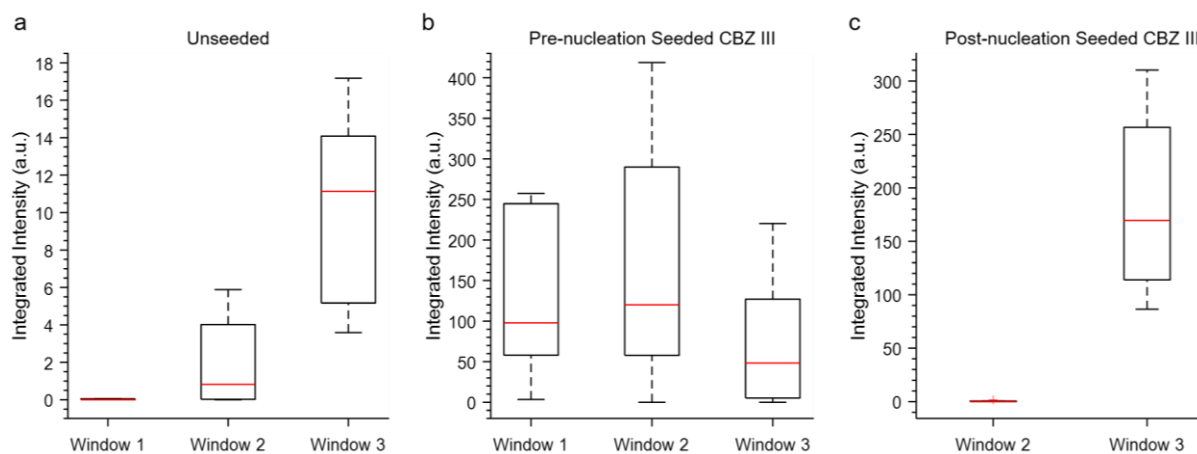 a
Unseeded
Integrated Intensity (a.u.)
18
16
14
12
10
8
6
4
2
0
Window 1 Window 2 Window 3
b
Pre-nucleation Seeded CBZ III
Integrated Intensity (a.u.)
400
350
300
250
200
150
100
50
0
Window 1 Window 2 Window 3
c
Post-nucleation Seeded CBZ III
Integrated Intensity (a.u.)
300
250
200
150
100
50
0
Window 2 Window 3